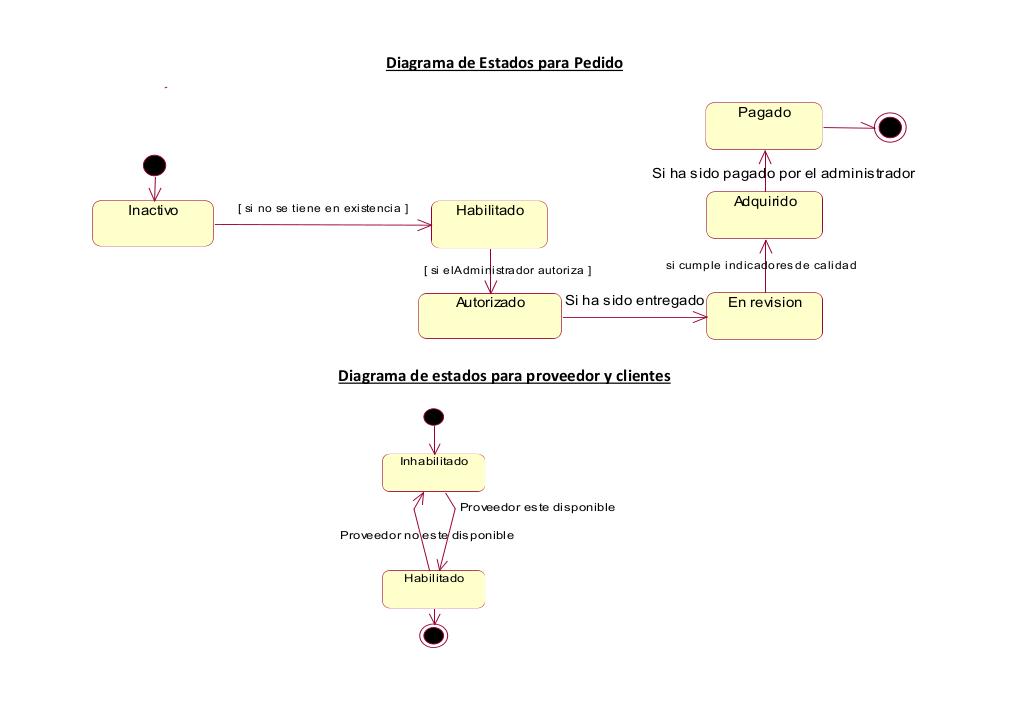 Diagrama de Estados para Pedido
Pagado
Si ha sido pagado por el administrador
Inactivo
[ si no se tiene en existencia ]
Habilitado
Adquirido
[ si elAdministrador autoriza ]
si cumple indicadores de calidad
Autorizado
Si ha sido entregado
En revision
Diagrama de estados para proveedor y clientes
Inhabilitado
Proveedor este disponible
Proveedor no este disponible
Habilitado